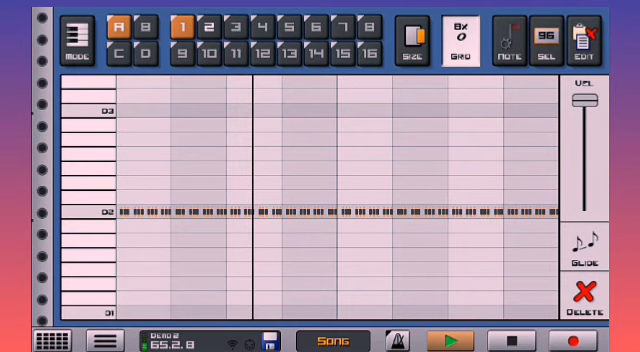 A B 1 2 3 4 5 6 7 8
8x
96
MODE C D 9 10 11 12 13 14 15 16 SIZE GRID NOTE SEL EDIT
VEL
D3
D2
GLIDE
DELETE
D1
DEMO 2
65.2.8
SONG